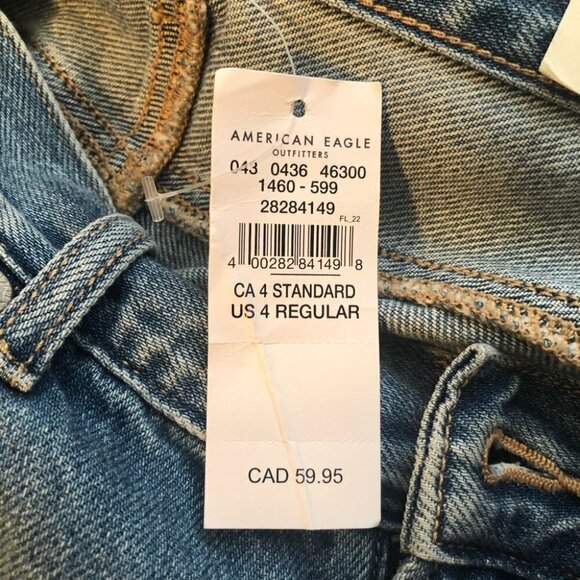 AMERICAN EAGLE
OUTFITTERS
043 0436 46300
1460 - 599
28284149
FL_22
4 00282 84149 8
CA 4 STANDARD
US 4 REGULAR
CAD 59.95